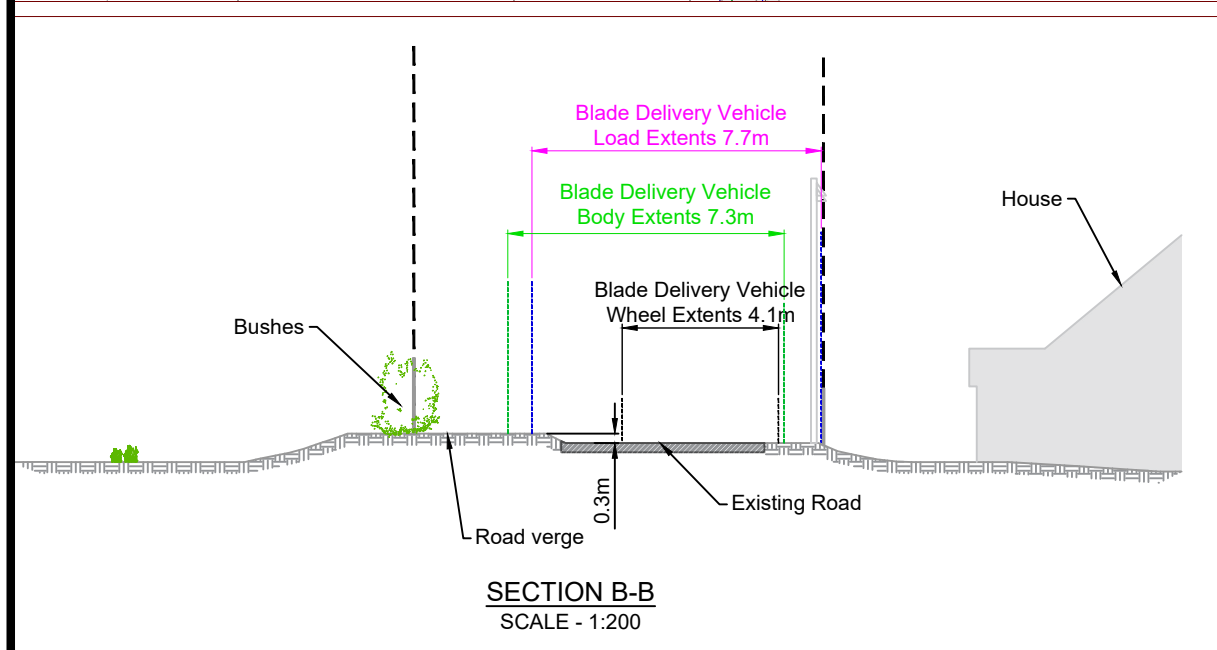 Blade Delivery Vehicle
Load Extents 7.7m
Blade Delivery Vehicle
Body Extents 7.3m
House
Blade Delivery Vehicle
Wheel Extents 4.1m
Bushes
0.3m
Existing Road
Road verge
SECTION B-B
SCALE - 1:200